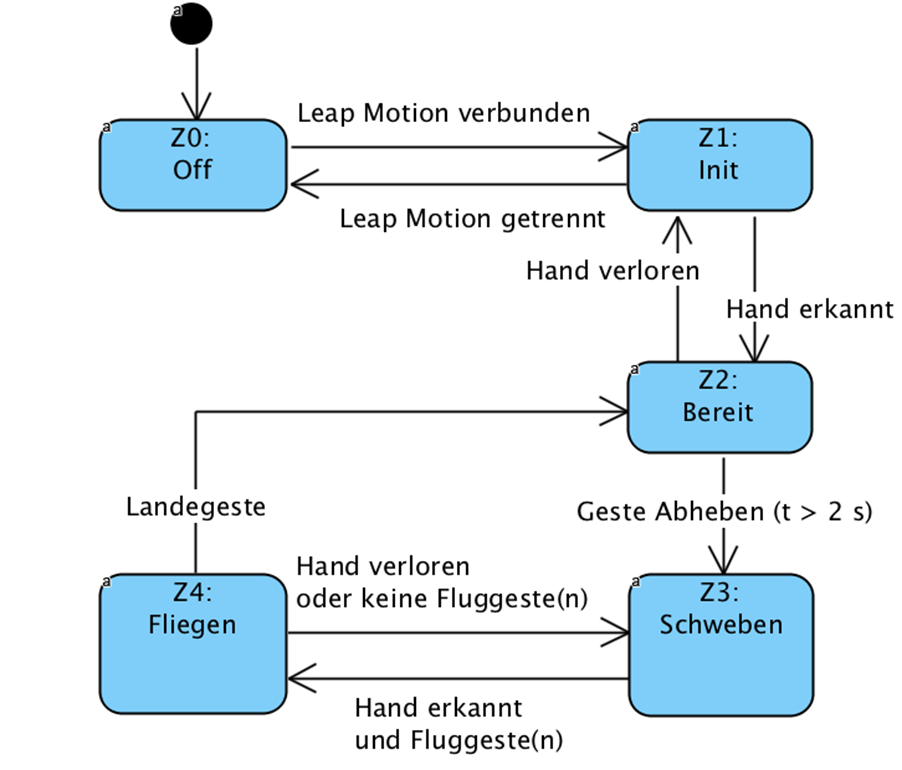 a
a
Z0:
Off
Leap Motion verbunden
a
Z1:
Init
Leap Motion getrennt
Hand verloren
Hand erkannt
a
Z2:
Bereit
Landegeste
Geste Abheben (t > 2 s)
a
Z4:
Fliegen
Hand verloren
oder keine Fluggeste(n)
a
Z3:
Schweben
Hand erkannt
und Fluggeste(n)